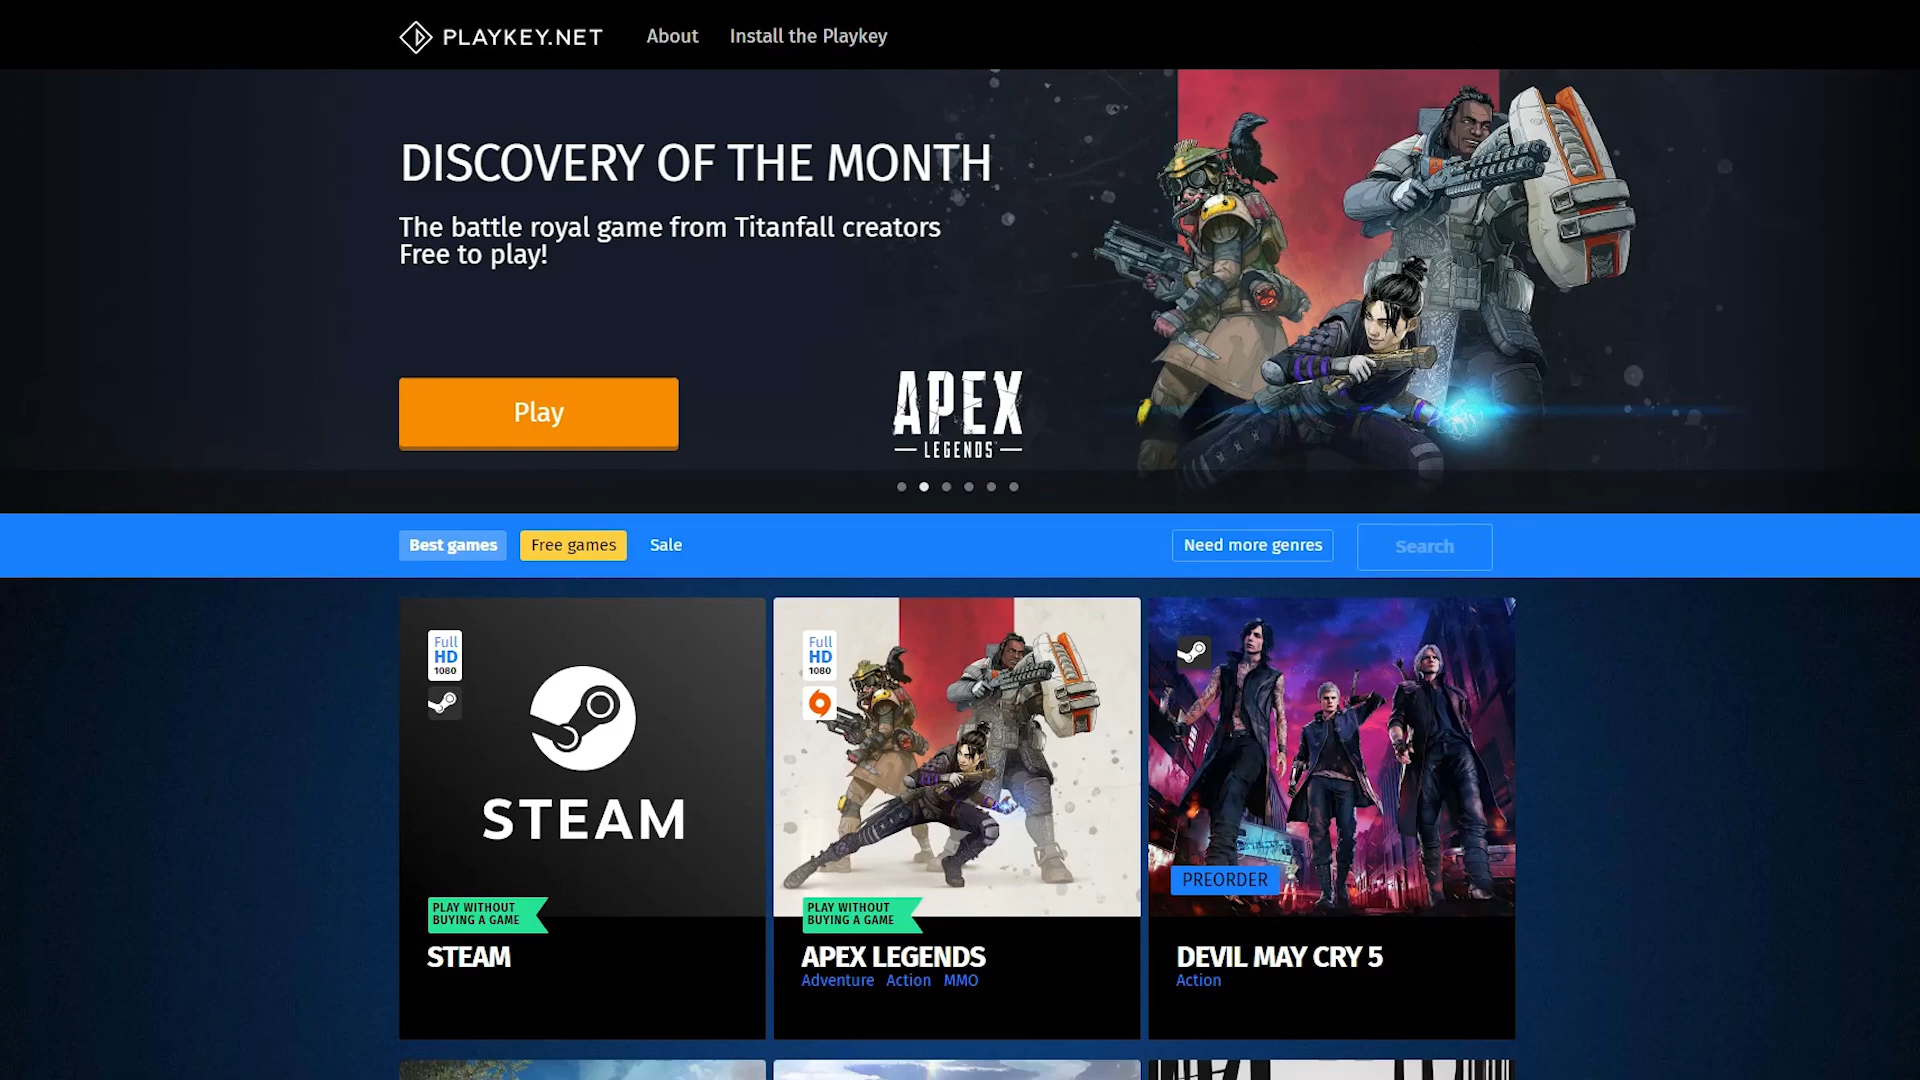 PLAYKEY.NET
About
Install the Playkey
DISCOVERY OF THE MONTH
The battle royal game from Titanfall creators
Free to play!
Play
APEX
LEGENDS
Best games
Free games
Sale
Need more genres
Search
Full
HD
1080
STEAM
PLAY WITHOUT
BUYING A GAME
STEAM
Full
HD
1080
PLAY WITHOUT
BUYING A GAME
APEX LEGENDS
Adventure Action MMO
PREORDER
DEVIL MAY CRY 5
Action